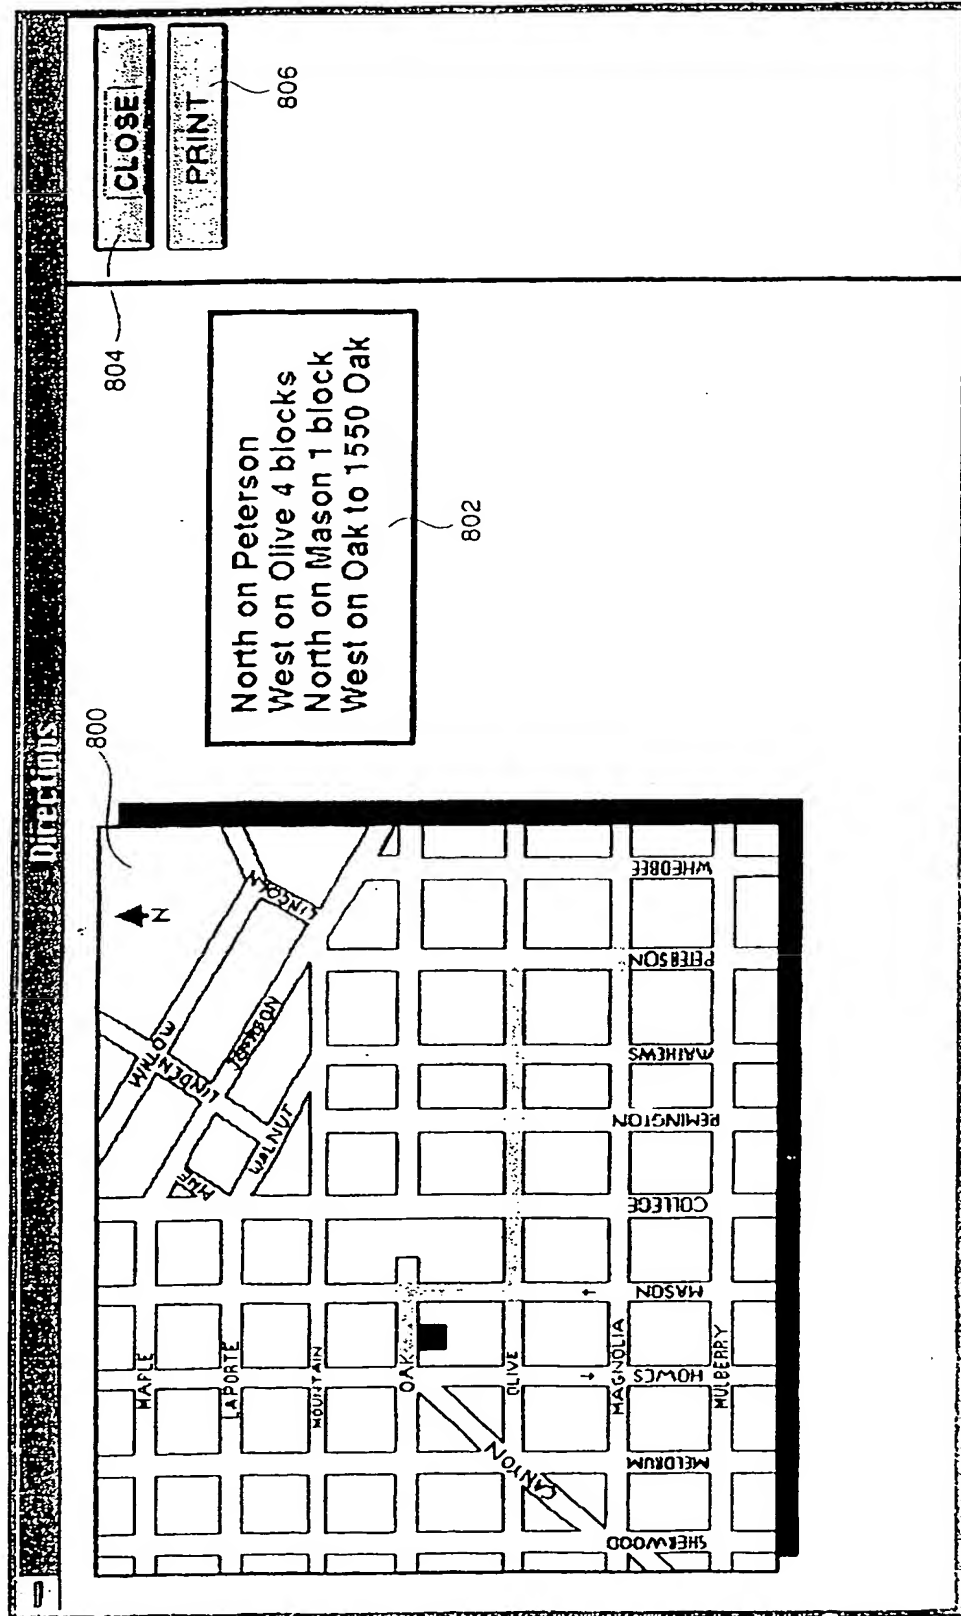 Directions
800
N
WINDOM
LINCOLN
LINDEN
JEFFERSON
PINE
WALNUT
MAPLE
LAPORTE
MOUNTAIN
OAK
OLIVE
MAGNOLIA
MULBERRY
CANYON
SHERWOOD
MELDRUM
HOWES
MASON
COLLEGE
REMINGTON
MATHEWS
PETERSON
WHEDBEE
North on Peterson
West on Olive 4 blocks
North on Mason 1 block
West on Oak to 1550 Oak
802
804
CLOSE
PRINT
806